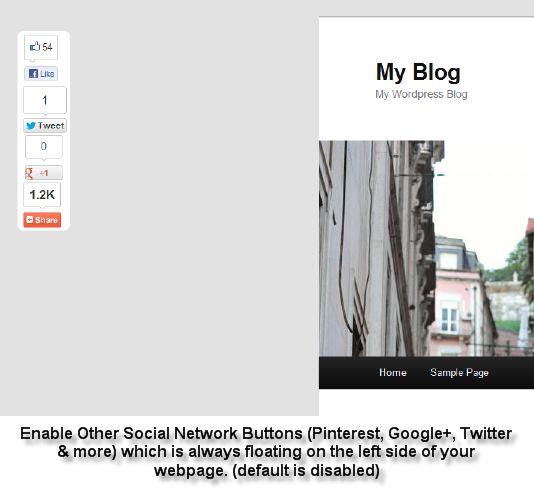 54
Like
1
Tweet
0
+1
1.2K
Share
My Blog
My Wordpress Blog
Home Sample Page
Enable Other Social Network Buttons (Pinterest, Google+, Twitter
& more) which is always floating on the left side of your
webpage. (default is disabled)